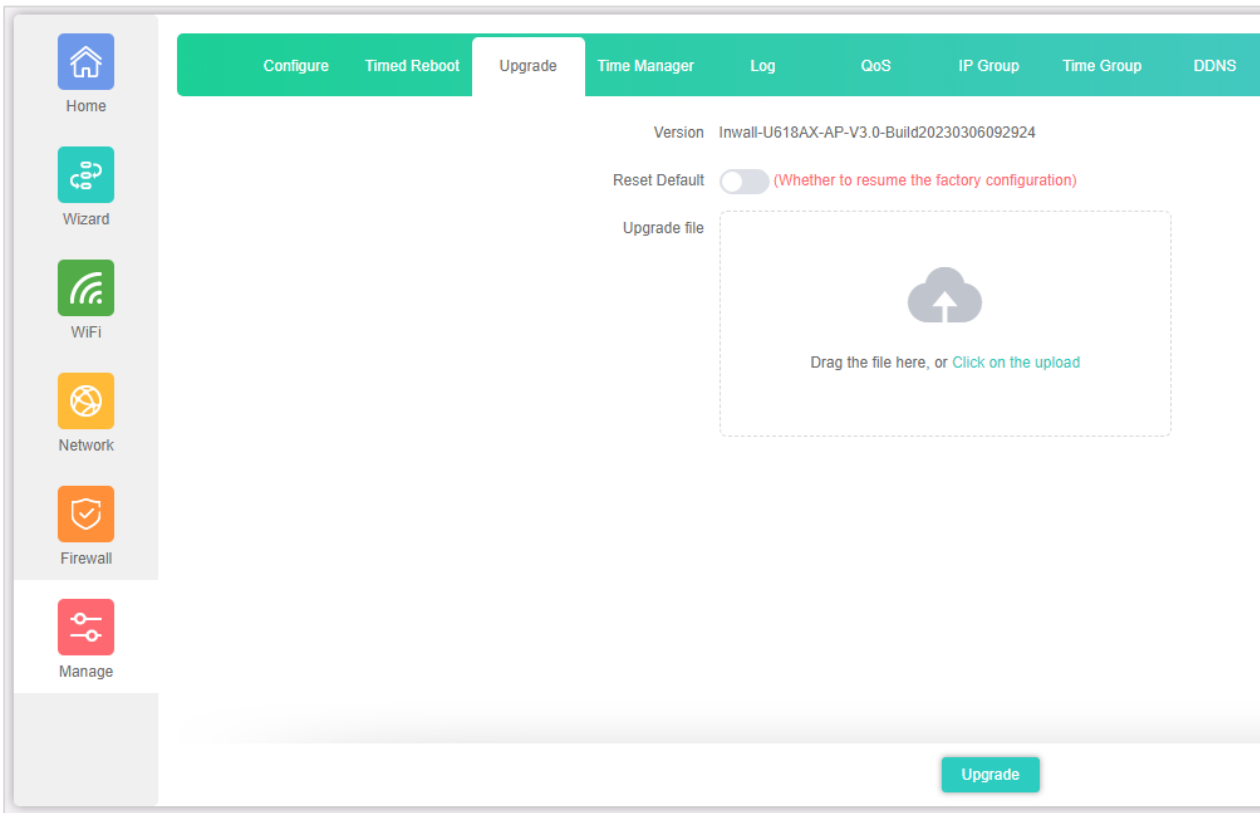 Home
Wizard
WiFi
Network
Firewall
Manage
Configure Timed Reboot Upgrade Time Manager Log QoS IP Group Time Group DDNS
Version Inwall-U618AX-AP-V3.0-Build20230306092924
Reset Default (Whether to resume the factory configuration)
Upgrade file
Drag the file here, or Click on the upload
Upgrade